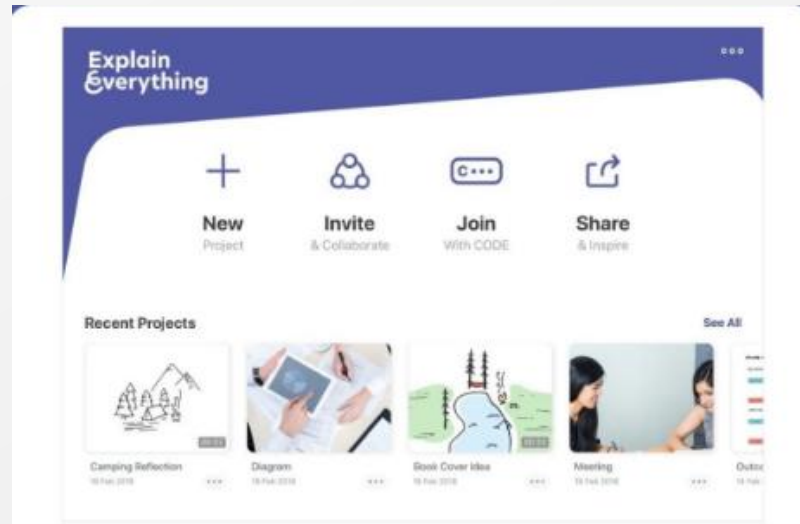 Explain
Everything
New
Project
Invite
& Collaborate
Join
With CODE
Share
& Inspire
Recent Projects
See All
Camping Reflection
Diagram
Book Cover Idea
Meeting